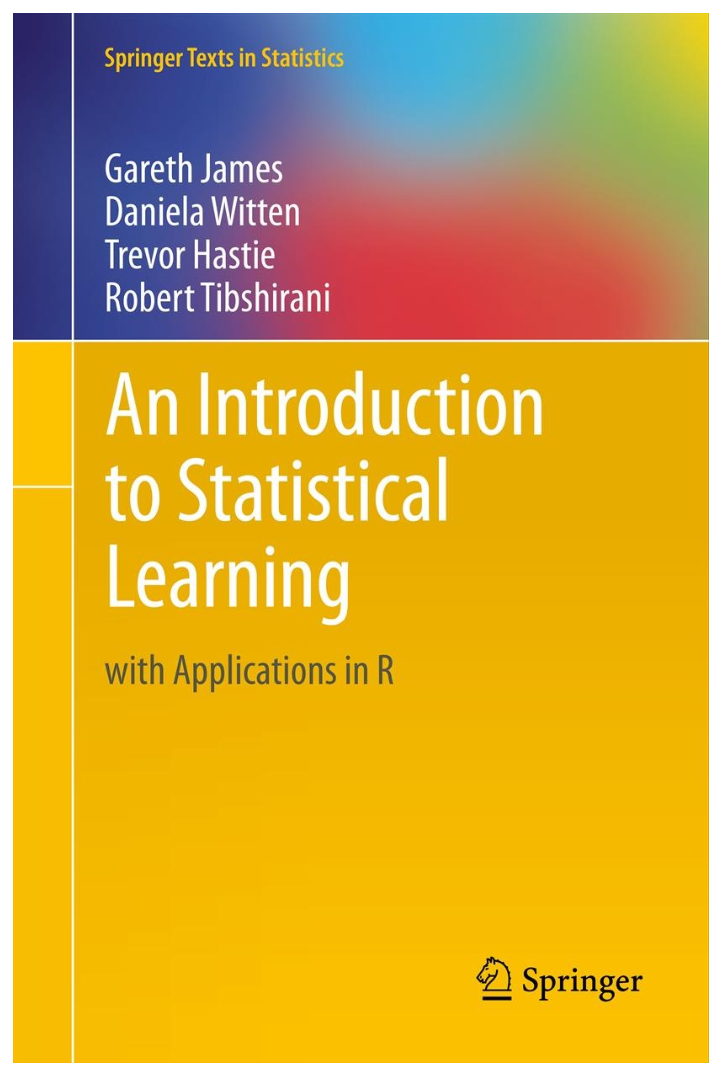 Springer Texts in Statistics
Gareth James
Daniela Witten
Trevor Hastie
Robert Tibshirani
An Introduction
to Statistical
Learning
with Applications in R
Springer